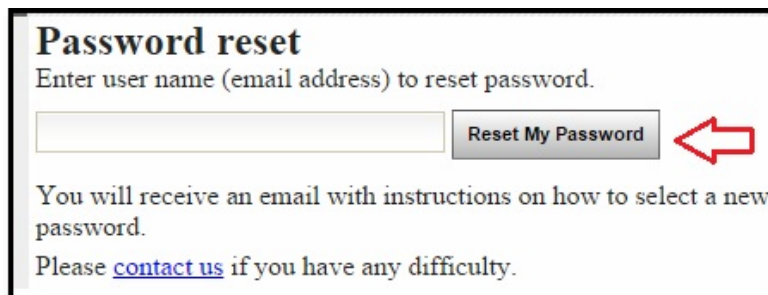 Password reset
Enter user name (email address) to reset password.
Reset My Password
You will receive an email with instructions on how to select a new
password.
Please contact us if you have any difficulty.